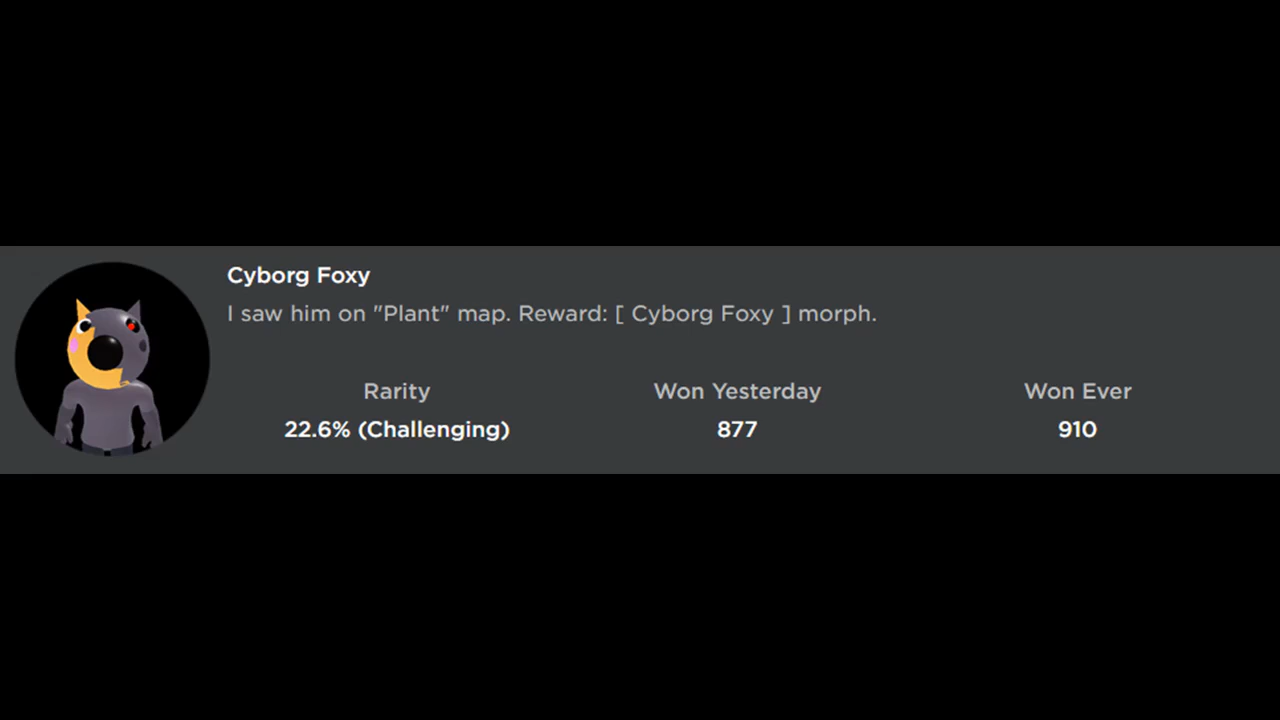 Cyborg Foxy
I saw him on "Plant" map. Reward: [ Cyborg Foxy ] morph.
Rarity Won Yesterday Won Ever
22.6% (Challenging) 877 910